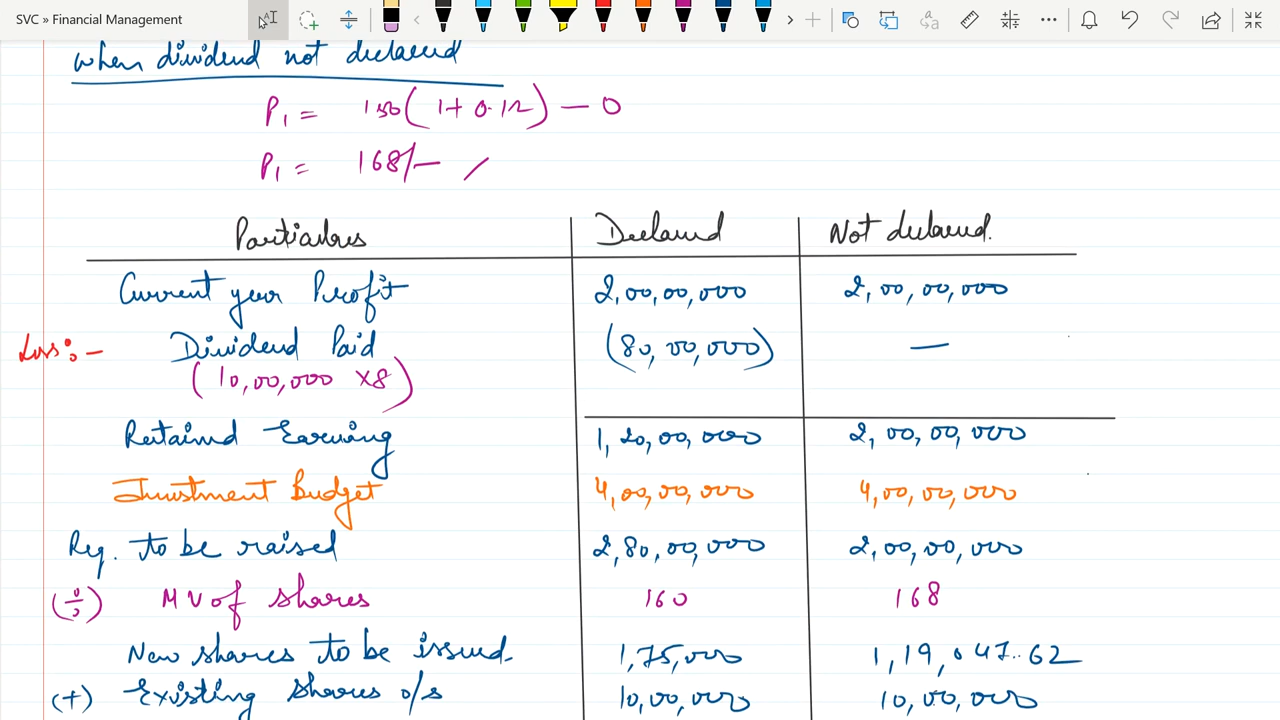 SVC » Financial Management
When dividend not declared
P1 = 150(1+0.12) – 0
P1 = 168/-
Particulars Declared Not declared.
Current year Profit 2,00,00,000 2,00,00,000
Less:- Dividend Paid (80,00,000) —
(10,00,000 x8)
Retained Earning 1,20,00,000 2,00,00,000
Investment Budget 4,00,00,000 4,00,00,000
Req. to be raised 2,80,00,000 2,00,00,000
(÷) MV of shares 160 168
New shares to be issued. 1,75,000 1,19,047.62
(+) Existing shares o/s 10,00,000 10,00,000